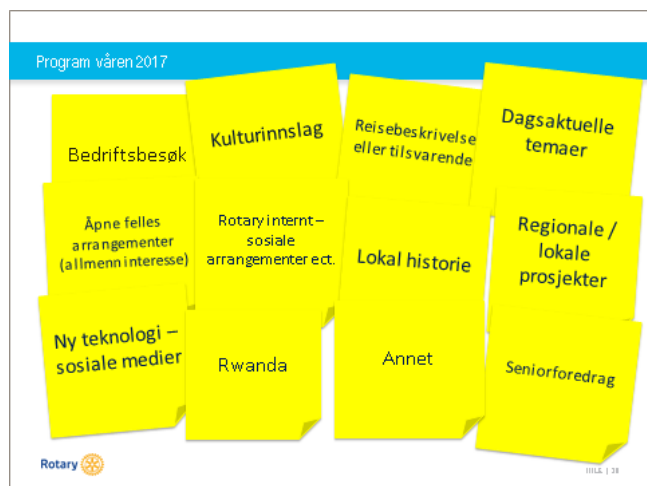 Program våren 2017
Bedriftsbesøk
Kulturinnslag
Reisebeskrivelse
eller tilsvarende
Dagsaktuelle
temaer
Åpne felles
arrangementer
(allmenn interesse)
Rotary internt –
sosiale
arrangementer ect.
Lokal historie
Regionale /
lokale
prosjekter
Ny teknologi –
sosiale medier
Rwanda
Annet
Seniorforedrag
Rotary
| 38